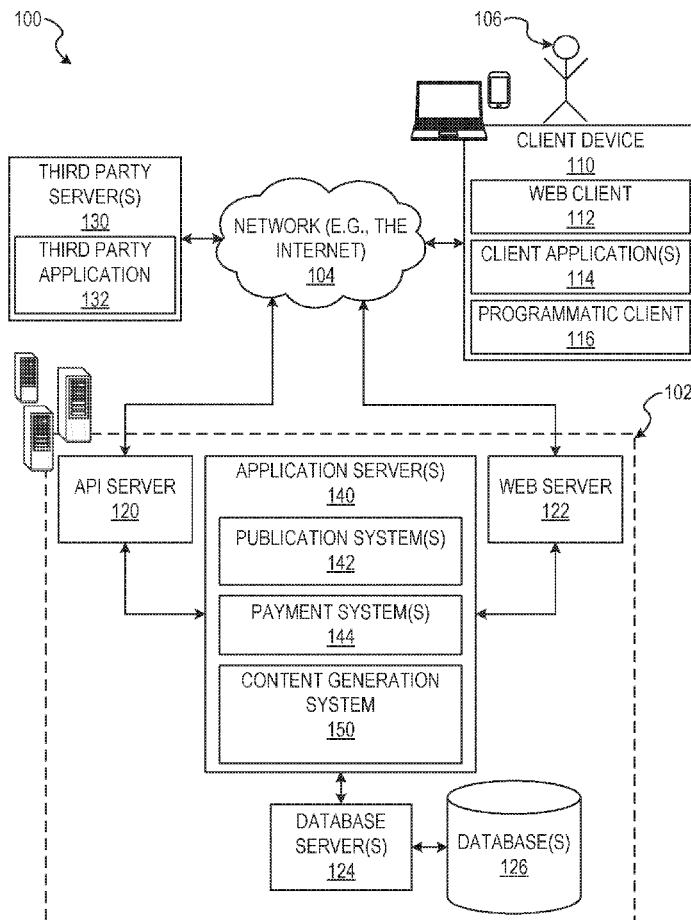 100
106
CLIENT DEVICE
110
WEB CLIENT
112
CLIENT APPLICATION(S)
114
PROGRAMMATIC CLIENT
116
THIRD PARTY
SERVER(S)
130
THIRD PARTY
APPLICATION
132
NETWORK (E.G., THE
INTERNET)
104
102
API SERVER
120
APPLICATION SERVER(S)
140
PUBLICATION SYSTEM(S)
142
PAYMENT SYSTEM(S)
144
CONTENT GENERATION
SYSTEM
150
WEB SERVER
122
DATABASE
SERVER(S)
124
DATABASE(S)
126